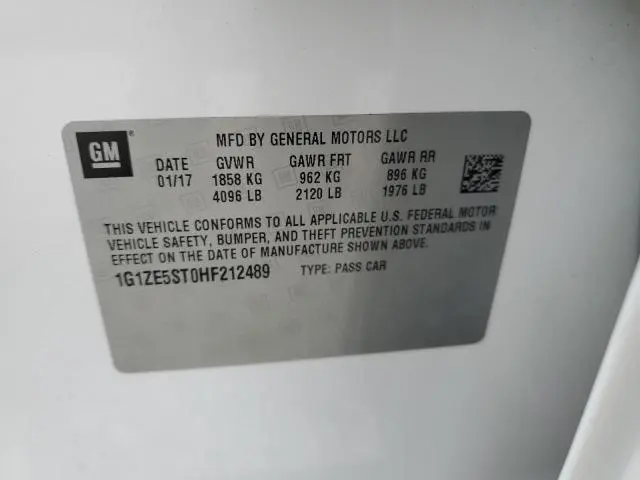 GM®
MFD BY GENERAL MOTORS LLC
DATE GVWR GAWR FRT GAWR RR
01/17 1858 KG 962 KG 896 KG
4096 LB 2120 LB 1976 LB
THIS VEHICLE CONFORMS TO ALL APPLICABLE U.S. FEDERAL MOTOR
VEHICLE SAFETY, BUMPER, AND THEFT PREVENTION STANDARDS IN
EFFECT ON THE DATE OF MANUFACTURE SHOWN ABOVE.
1G1ZE5ST0HF212489 TYPE: PASS CAR